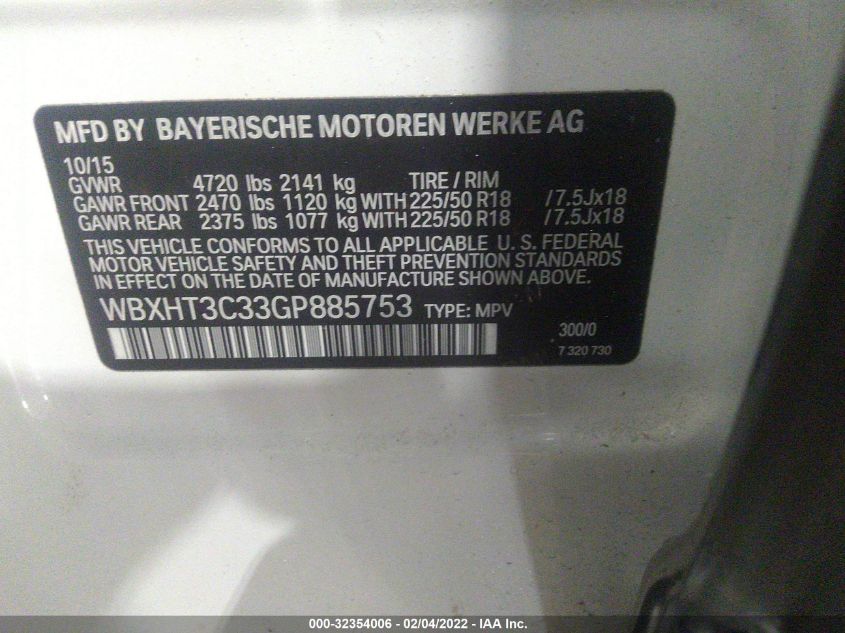 MFD BY BAYERISCHE MOTOREN WERKE AG
10/15
GVWR 4720 lbs 2141 kg TIRE / RIM
GAWR FRONT 2470 lbs 1120 kg WITH 225/50 R18 / 7.5Jx18
GAWR REAR 2375 lbs 1077 kg WITH 225/50 R18 / 7.5Jx18
THIS VEHICLE CONFORMS TO ALL APPLICABLE U. S. FEDERAL
MOTOR VEHICLE SAFETY AND THEFT PREVENTION STANDARDS
IN EFFECT ON THE DATE OF MANUFACTURE SHOWN ABOVE.
WBXHT3C33GP885753 TYPE: MPV
300/0
7 320 730
000-32354006 - 02/04/2022 - IAA Inc.